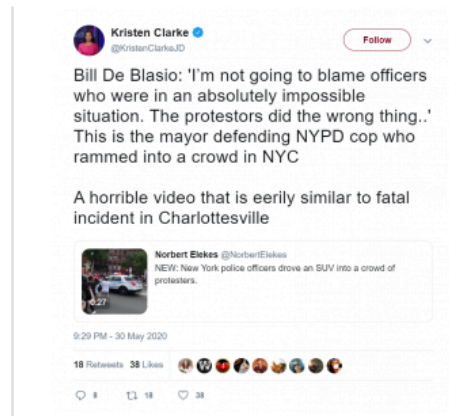 Kristen Clarke
@KristenClarkeJD
Follow
Bill De Blasio: 'I'm not going to blame officers
who were in an absolutely impossible
situation. The protestors did the wrong thing..'
This is the mayor defending NYPD cop who
rammed into a crowd in NYC
A horrible video that is eerily similar to fatal
incident in Charlottesville
Norbert Elekes @NorbertElekes
NEW: New York police officers drove an SUV into a crowd of
protesters.
0:27
9:29 PM - 30 May 2020
18 Retweets 38 Likes
8 18 38